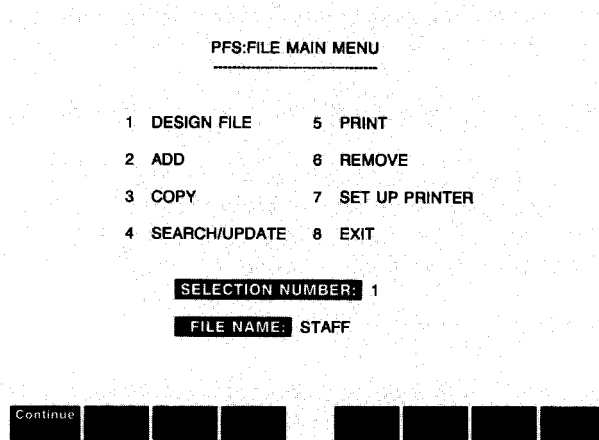 PFS:FILE MAIN MENU
1 DESIGN FILE 5 PRINT
2 ADD 6 REMOVE
3 COPY 7 SET UP PRINTER
4 SEARCH/UPDATE 8 EXIT
SELECTION NUMBER: 1
FILE NAME: STAFF
Continue